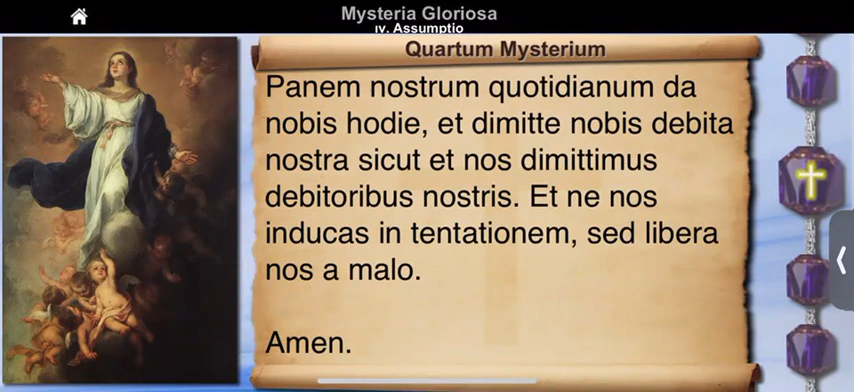 Mysteria Gloriosa
IV. Assumptio
Quartum Mysterium
Panem nostrum quotidianum da
nobis hodie, et dimitte nobis debita
nostra sicut et nos dimittimus
debitoribus nostris. Et ne nos
inducas in tentationem, sed libera
nos a malo.
Amen.